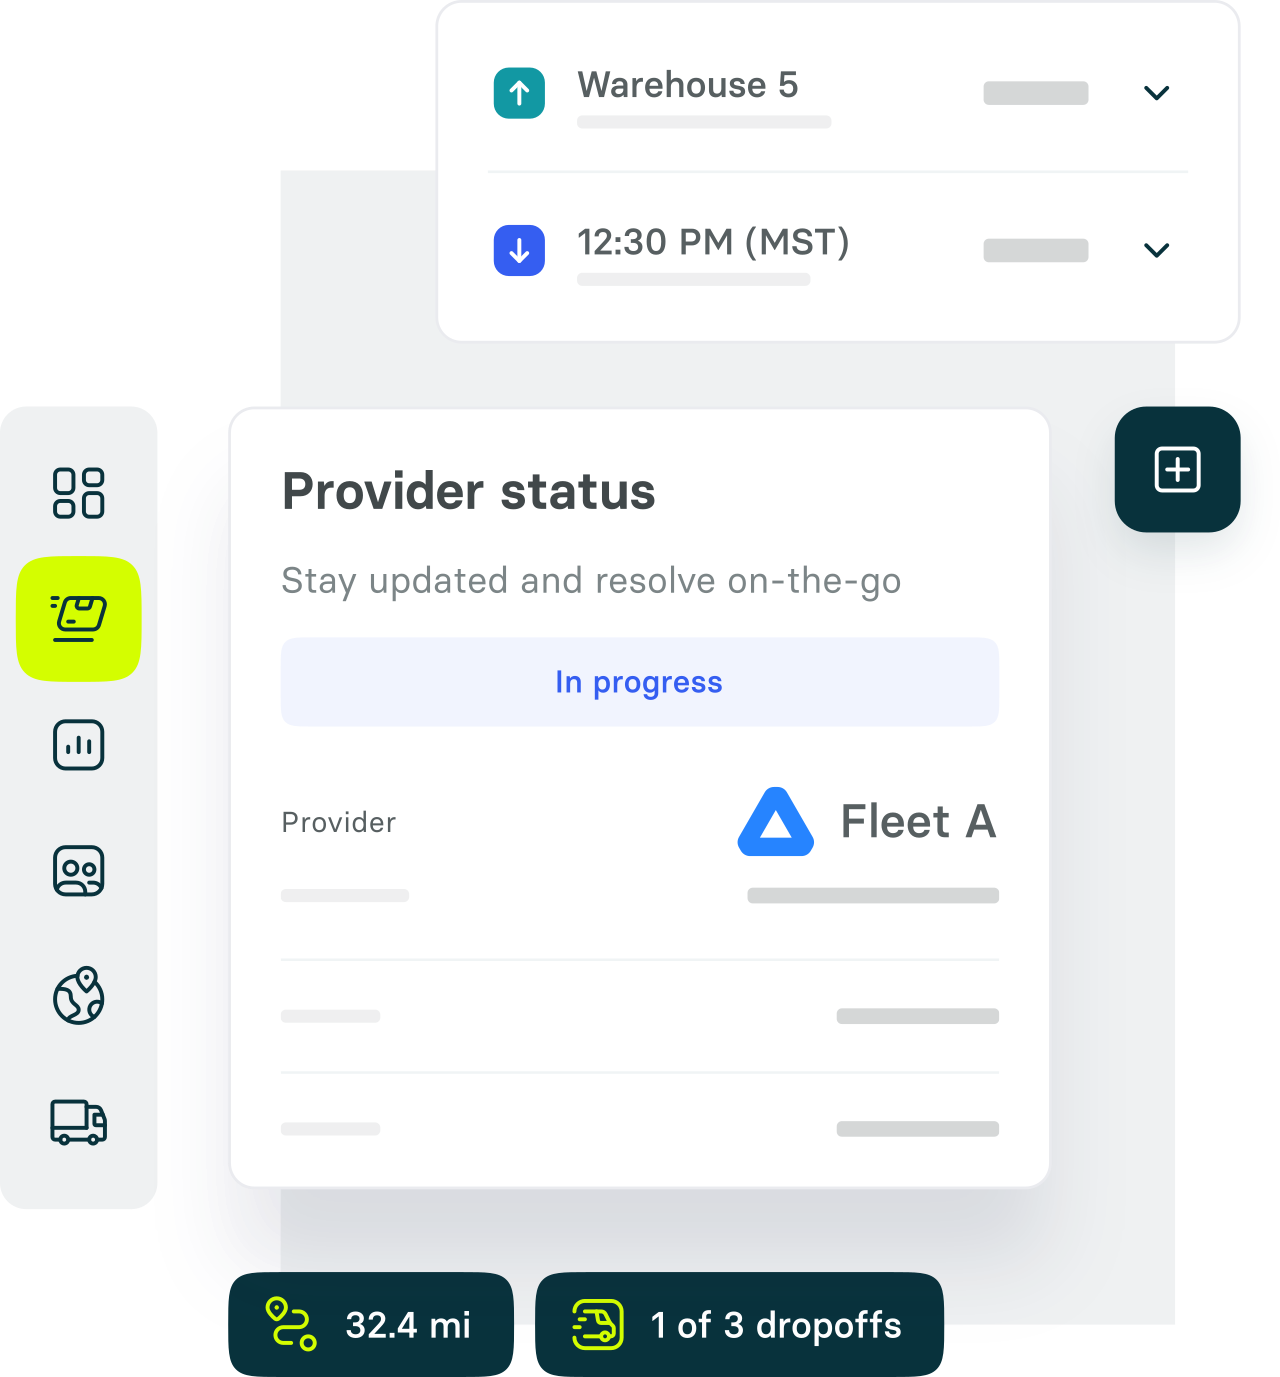 Warehouse 5
12:30 PM (MST)
Provider status
Stay updated and resolve on-the-go
In progress
Provider
Fleet A
32.4 mi
1 of 3 dropoffs